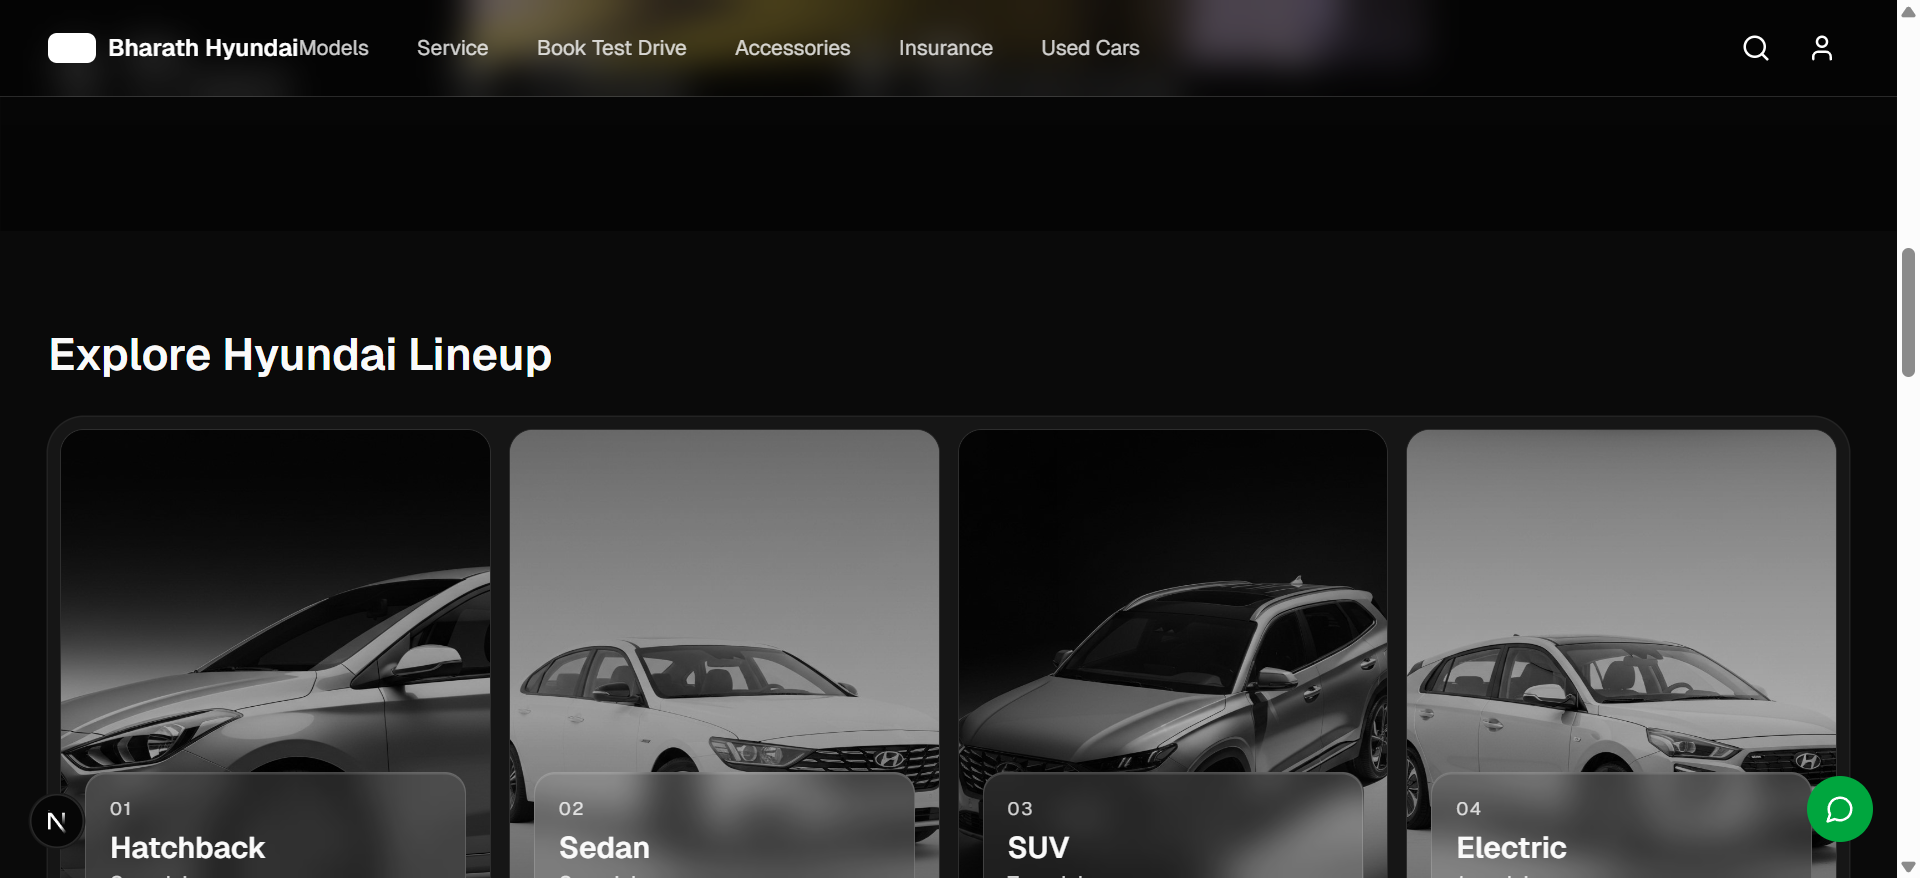 Bharath Hyundai Models Service Book Test Drive Accessories Insurance Used Cars
Explore Hyundai Lineup
01
Hatchback
02
Sedan
03
SUV
04
Electric
N